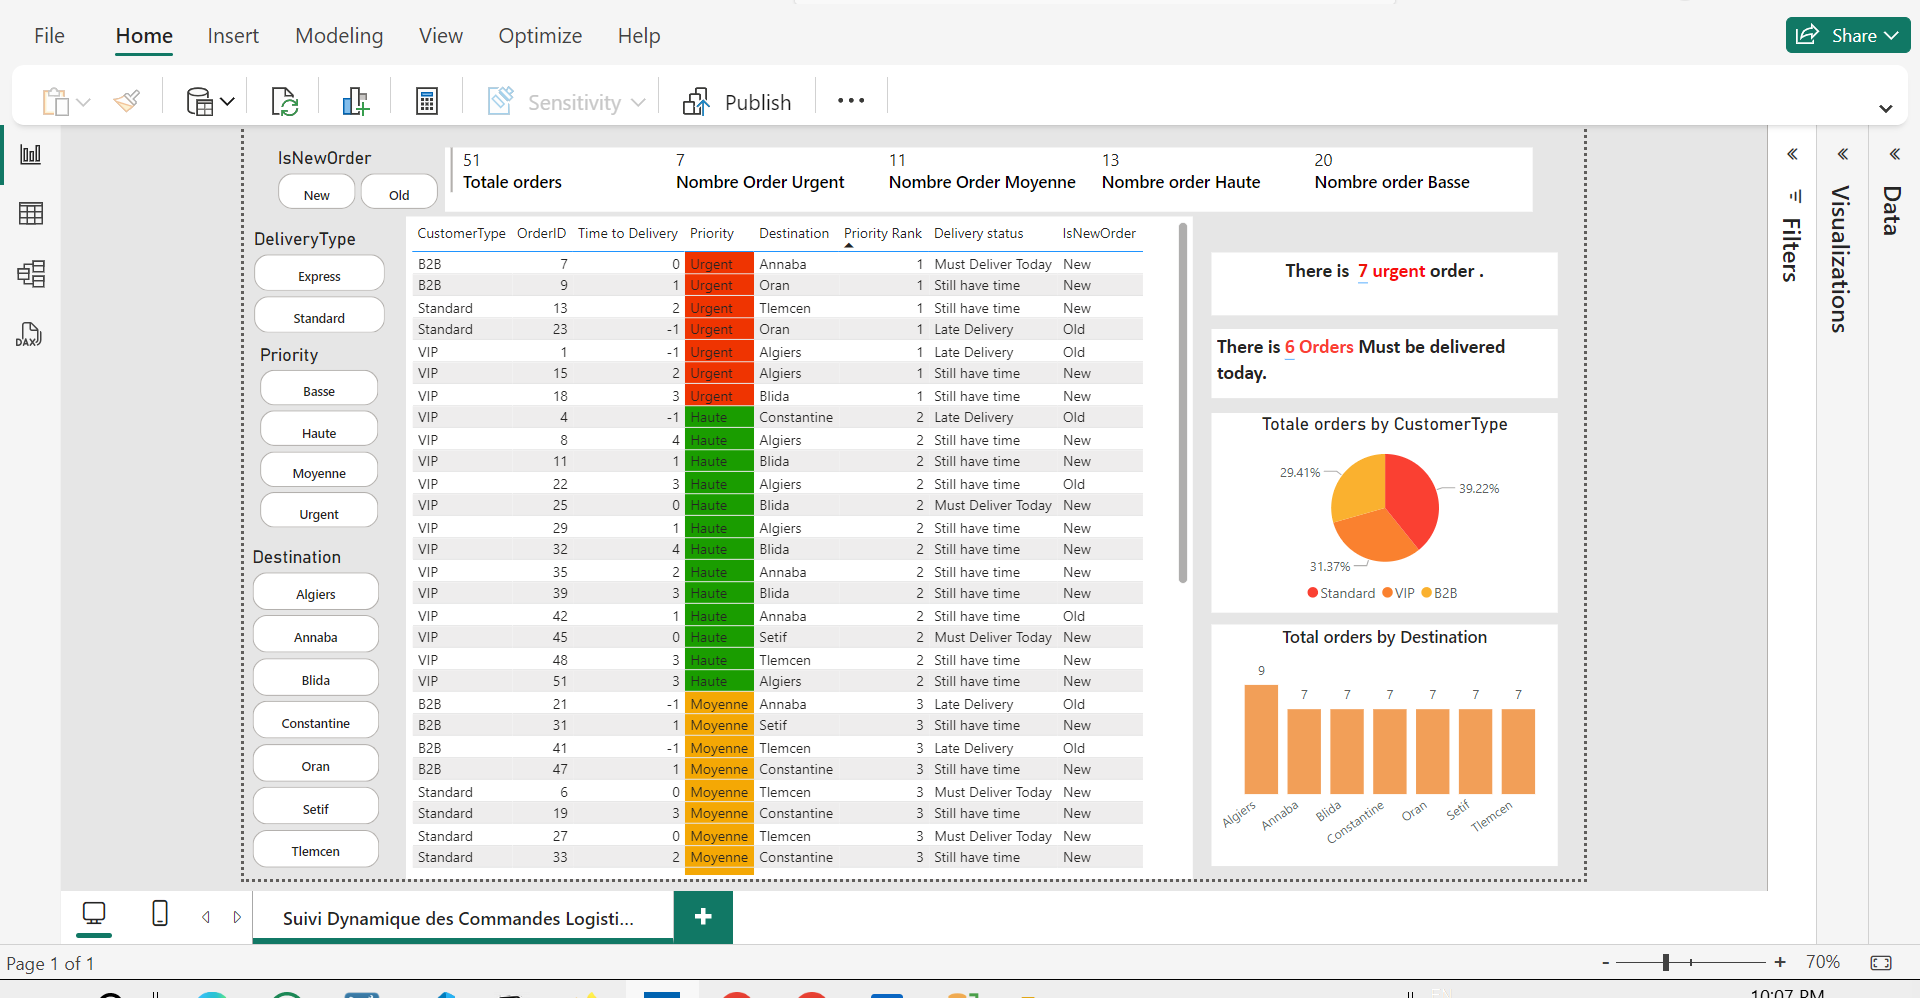 File Home Insert Modeling View Optimize Help Share
Sensitivity Publish
IsNewOrder
New Old
51 7 11 13 20
Totale orders Nombre Order Urgent Nombre Order Moyenne Nombre order Haute Nombre order Basse
DeliveryType
Express
Standard
Priority
Basse
Haute
Moyenne
Urgent
Destination
Algiers
Annaba
Blida
Constantine
Oran
Setif
Tlemcen
CustomerType OrderID Time to Delivery Priority Destination Priority Rank Delivery status IsNewOrder
B2B 7 0 Urgent Annaba 1 Must Deliver Today New
B2B 9 1 Urgent Oran 1 Still have time New
Standard 13 2 Urgent Tlemcen 1 Still have time New
Standard 23 -1 Urgent Oran 1 Late Delivery Old
VIP 1 -1 Urgent Algiers 1 Late Delivery Old
VIP 15 2 Urgent Algiers 1 Still have time New
VIP 18 3 Urgent Blida 1 Still have time New
VIP 4 -1 Haute Constantine 2 Late Delivery Old
VIP 8 4 Haute Algiers 2 Still have time New
VIP 11 1 Haute Blida 2 Still have time New
VIP 22 3 Haute Algiers 2 Still have time Old
VIP 25 0 Haute Blida 2 Must Deliver Today New
VIP 29 1 Haute Algiers 2 Still have time New
VIP 32 4 Haute Blida 2 Still have time New
VIP 35 2 Haute Annaba 2 Still have time New
VIP 39 3 Haute Blida 2 Still have time New
VIP 42 1 Haute Annaba 2 Still have time Old
VIP 45 0 Haute Setif 2 Must Deliver Today New
VIP 48 3 Haute Tlemcen 2 Still have time New
VIP 51 3 Haute Algiers 2 Still have time New
B2B 21 -1 Moyenne Annaba 3 Late Delivery Old
B2B 31 1 Moyenne Setif 3 Still have time New
B2B 41 -1 Moyenne Tlemcen 3 Late Delivery Old
B2B 47 1 Moyenne Constantine 3 Still have time New
Standard 6 0 Moyenne Tlemcen 3 Must Deliver Today New
Standard 19 3 Moyenne Constantine 3 Still have time New
Standard 27 0 Moyenne Tlemcen 3 Must Deliver Today New
Standard 33 2 Moyenne Constantine 3 Still have time New
There is 7 urgent order .
There is 6 Orders Must be delivered
today.
Totale orders by CustomerType
29.41%
39.22%
31.37%
Standard VIP B2B
Total orders by Destination
9 7 7 7 7 7 7
Algiers Annaba Blida Constantine Oran Setif Tlemcen
Filters
Visualizations
Data
DAX
Suivi Dynamique des Commandes Logisti...
Page 1 of 1
- + 70%
10:07 PM